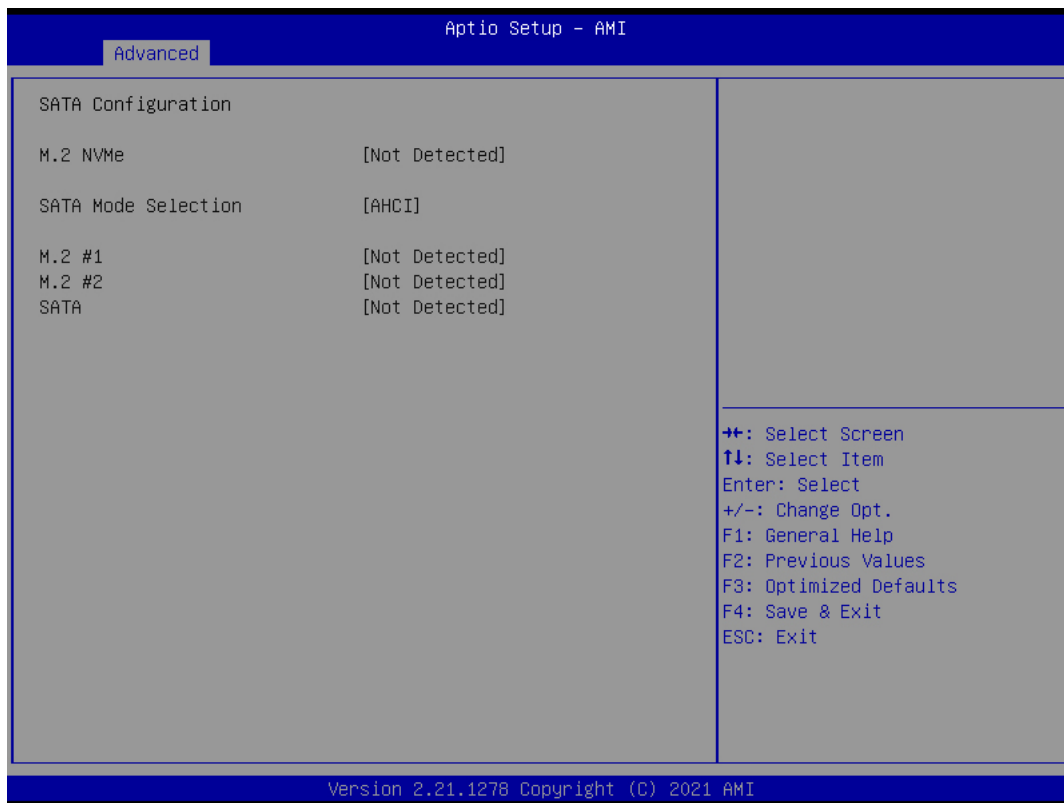 Aptio Setup - AMI
Advanced
SATA Configuration
M.2 NVMe [Not Detected]
SATA Mode Selection [AHCI]
M.2 #1 [Not Detected]
M.2 #2 [Not Detected]
SATA [Not Detected]
→←: Select Screen
↑↓: Select Item
Enter: Select
+/-: Change Opt.
F1: General Help
F2: Previous Values
F3: Optimized Defaults
F4: Save & Exit
ESC: Exit
Version 2.21.1278 Copyright (C) 2021 AMI